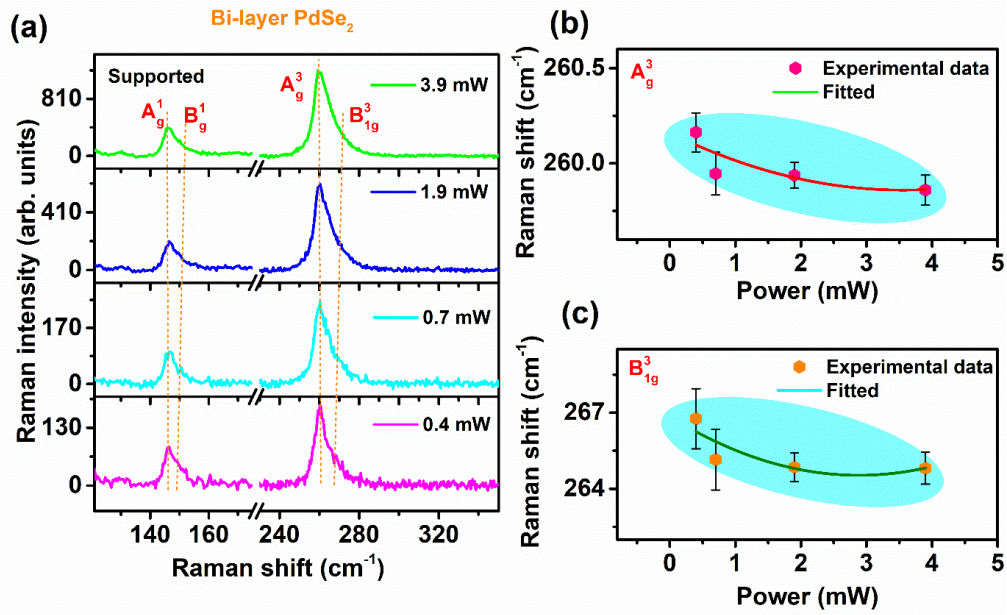 Bi-layer PdSe₂
(a)
Supported
A¹g
B¹g
A³g
B³1g
3.9 mW
1.9 mW
0.7 mW
0.4 mW
810
0
410
0
170
0
130
0
140 160 240 280 320
Raman intensity (arb. units)
Raman shift (cm⁻¹)
(b)
A³g
Experimental data
Fitted
260.5
260.0
0 1 2 3 4 5
Raman shift (cm⁻¹)
Power (mW)
(c)
B³1g
Experimental data
Fitted
267
264
0 1 2 3 4 5
Raman shift (cm⁻¹)
Power (mW)